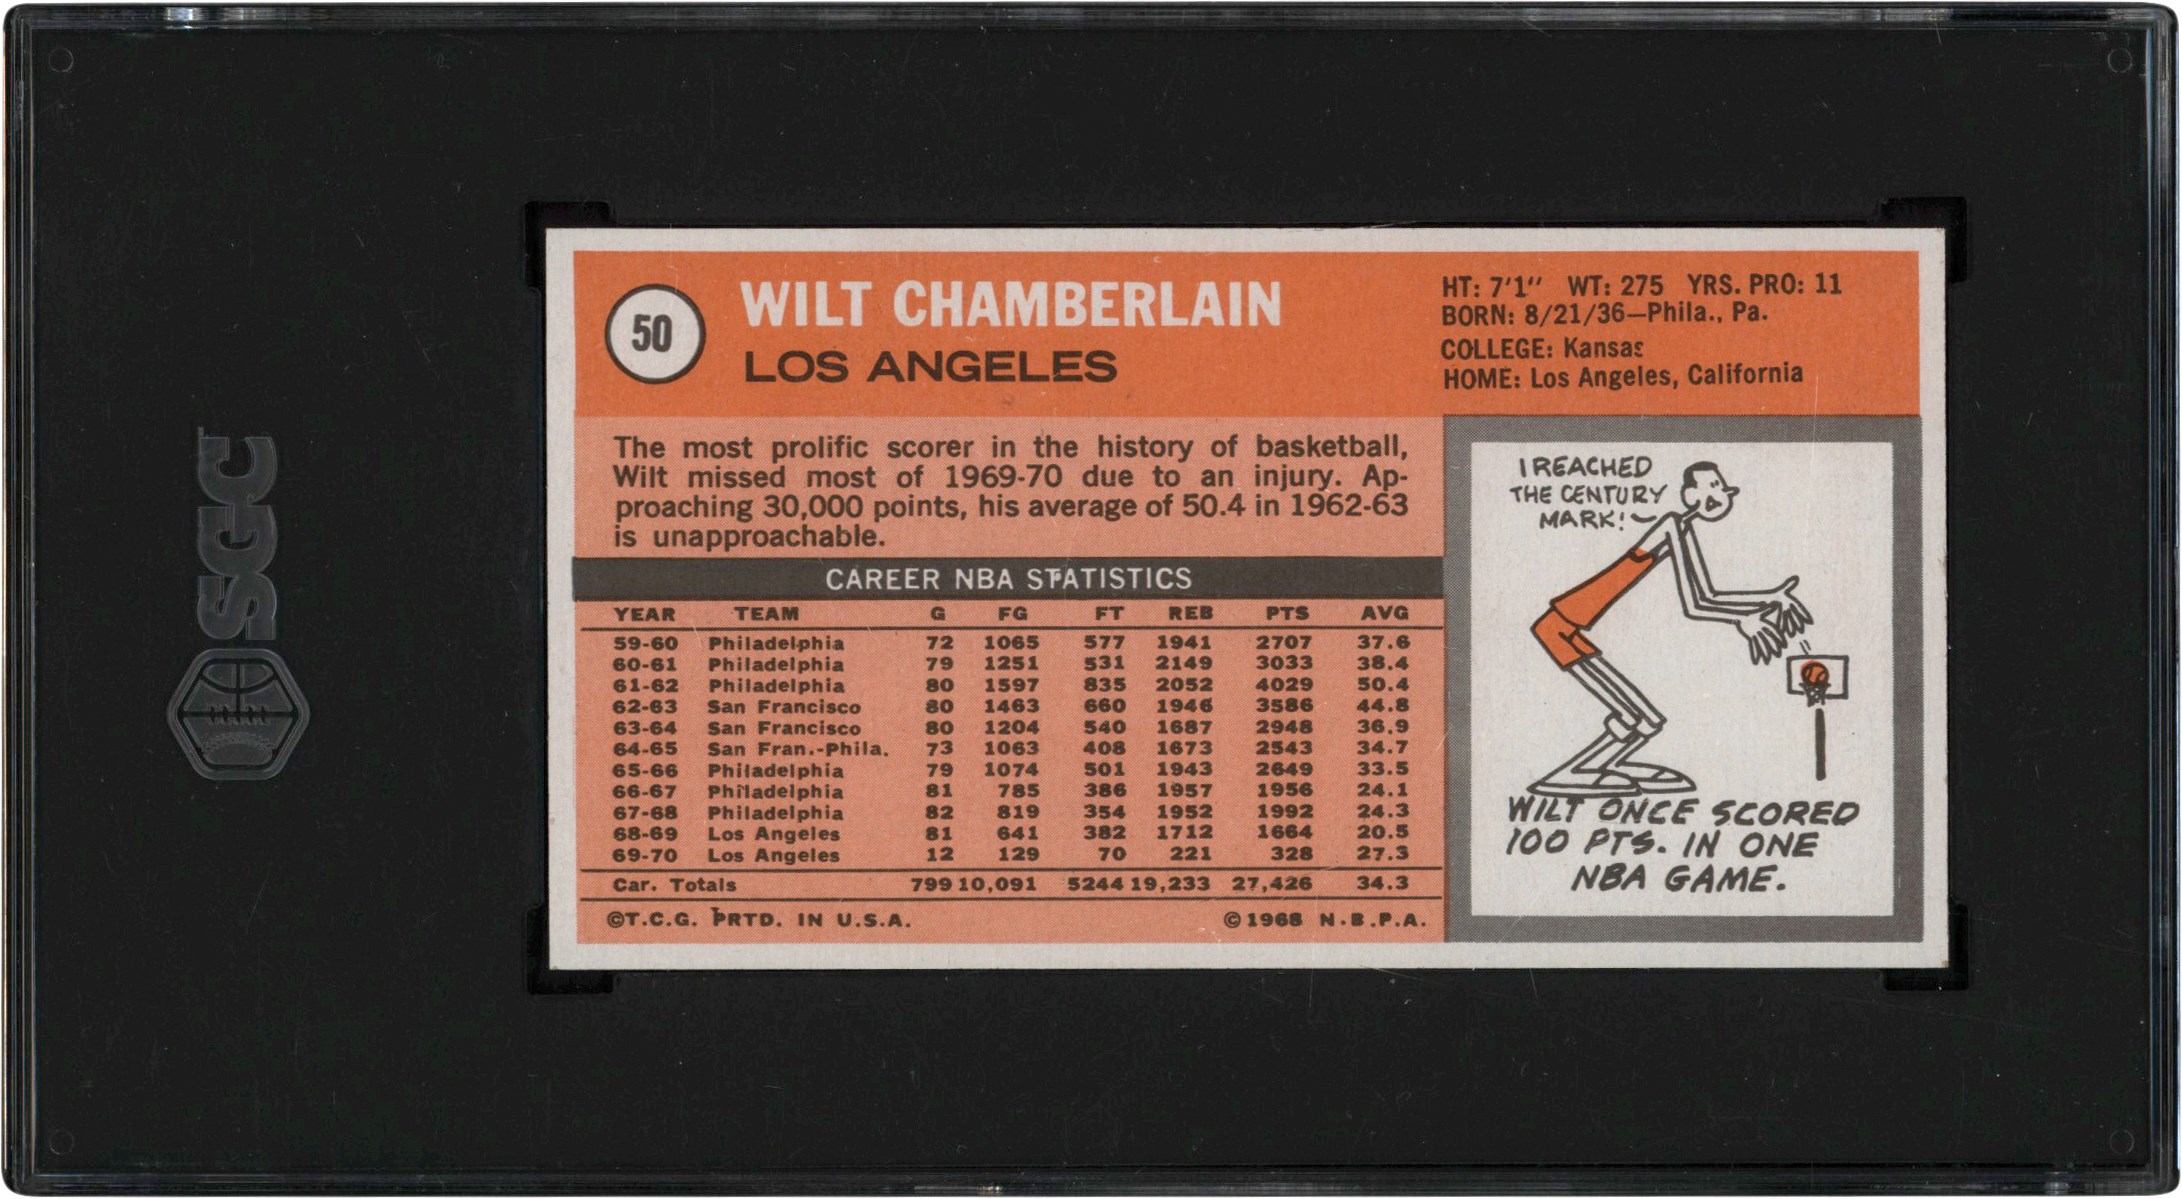 SGC
50
WILT CHAMBERLAIN
LOS ANGELES
HT: 7'1" WT: 275 YRS. PRO: 11
BORN: 8/21/36—Phila., Pa.
COLLEGE: Kansas
HOME: Los Angeles, California
The most prolific scorer in the history of basketball,
Wilt missed most of 1969-70 due to an injury. Ap-
proaching 30,000 points, his average of 50.4 in 1962-63
is unapproachable.
CAREER NBA STATISTICS
YEAR TEAM G FG FT REB PTS AVG
59-60 Philadelphia 72 1065 577 1941 2707 37.6
60-61 Philadelphia 79 1251 531 2149 3033 38.4
61-62 Philadelphia 80 1597 835 2052 4029 50.4
62-63 San Francisco 80 1463 660 1946 3586 44.8
63-64 San Francisco 80 1204 540 1687 2948 36.9
64-65 San Fran.-Phila. 73 1063 408 1673 2543 34.7
65-66 Philadelphia 79 1074 501 1943 2649 33.5
66-67 Philadelphia 81 785 386 1957 1956 24.1
67-68 Philadelphia 82 819 354 1952 1992 24.3
68-69 Los Angeles 81 641 382 1712 1664 20.5
69-70 Los Angeles 12 129 70 221 328 27.3
Car. Totals 799 10,091 5244 19,233 27,426 34.3
©T.C.G. PRTD. IN U.S.A. ©1968 N.B.P.A.
I REACHED
THE CENTURY
MARK!
WILT ONCE SCORED
100 PTS. IN ONE
NBA GAME.